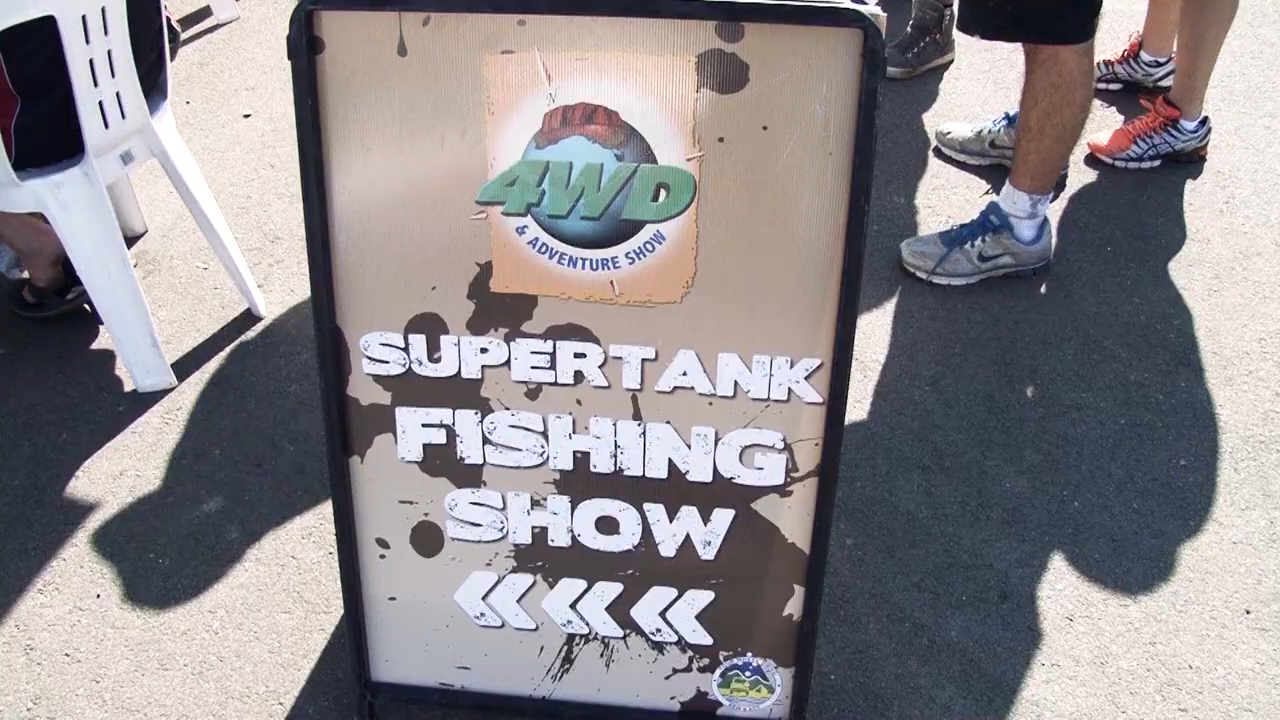 4WD
& ADVENTURE SHOW
SUPERTANK
FISHING
SHOW